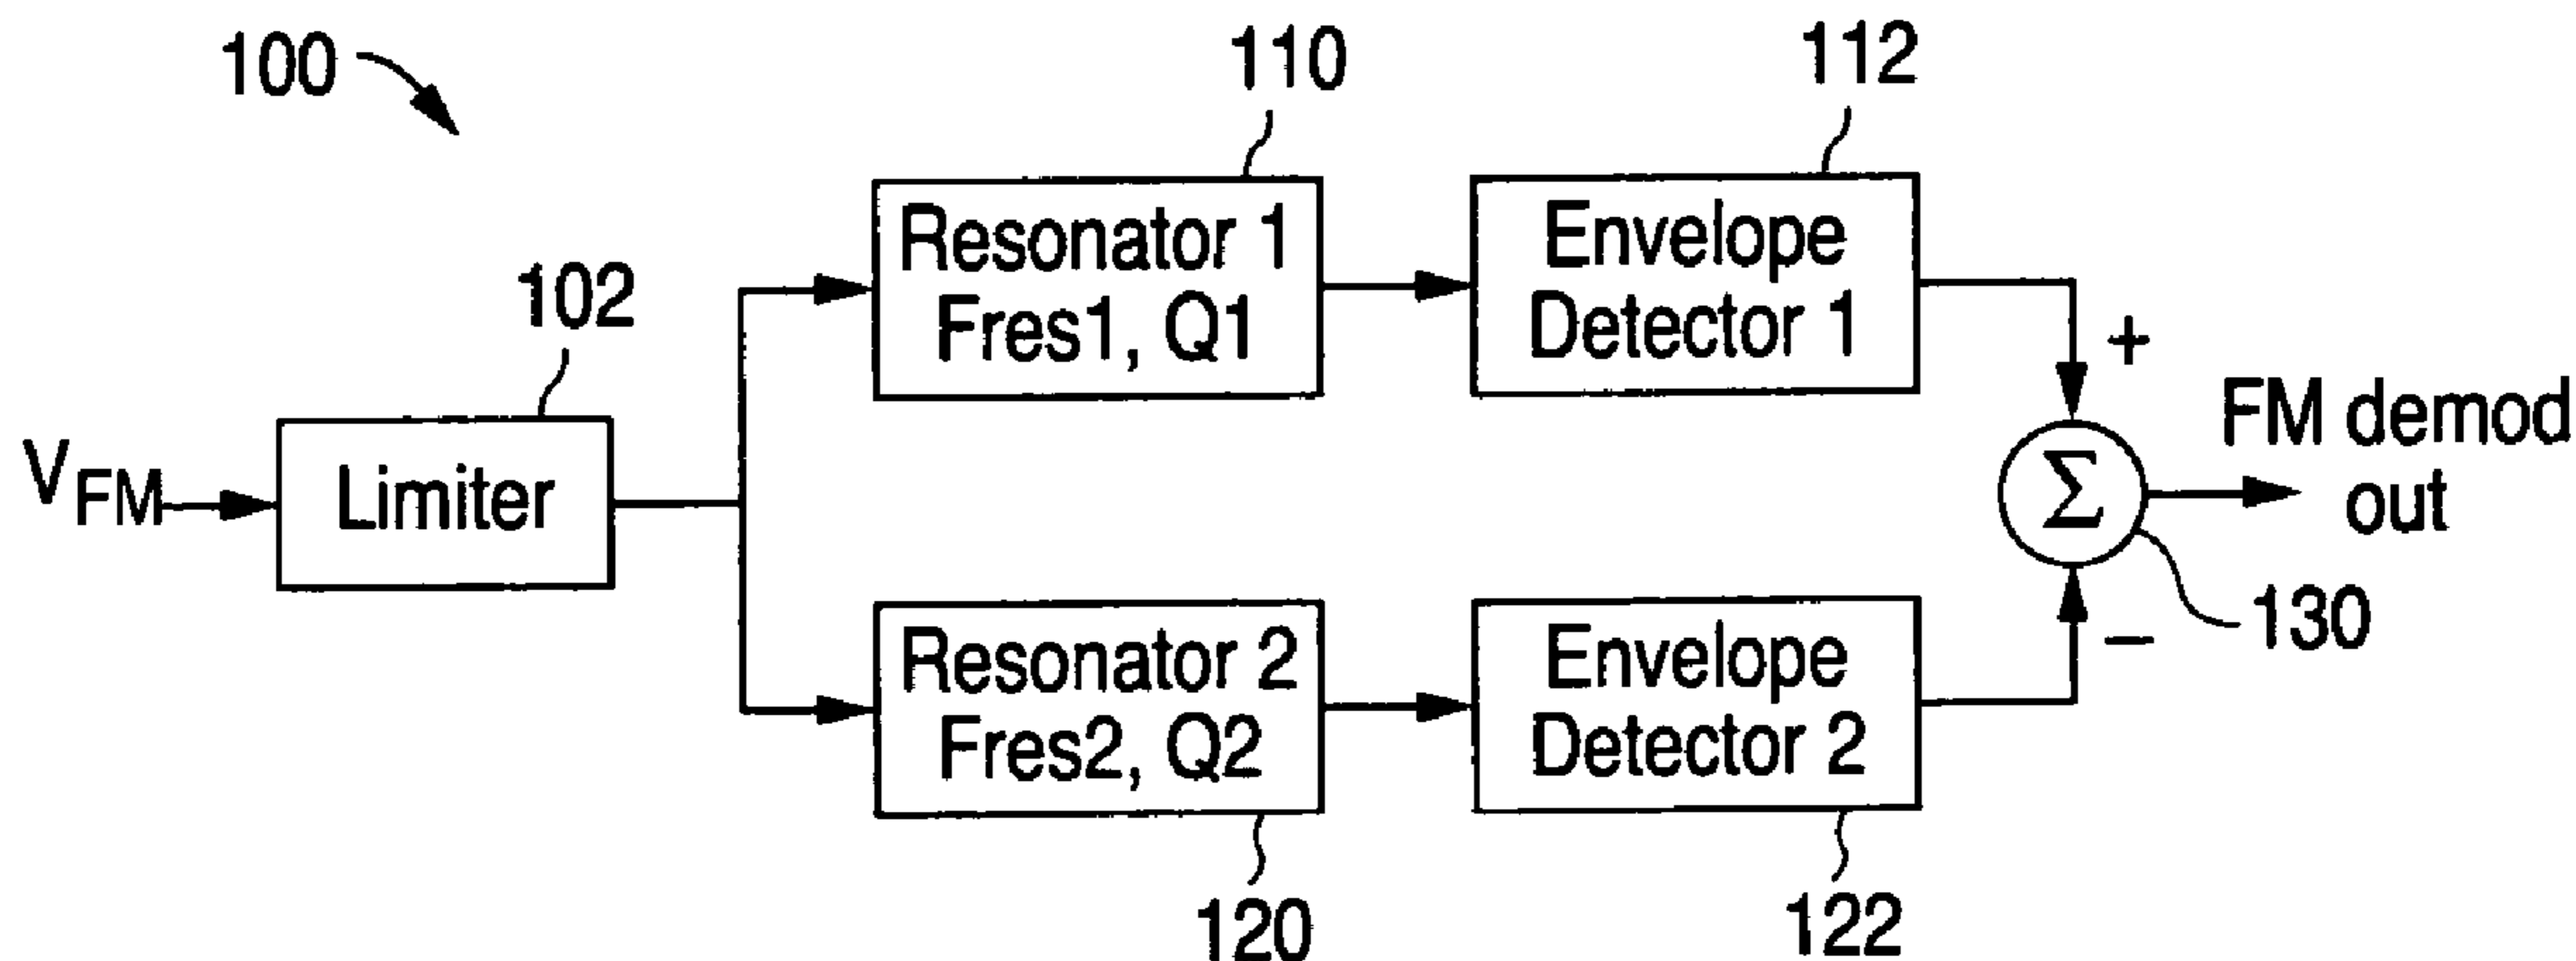 100
110
112
102
Resonator 1
Fres1, Q1
Envelope
Detector 1
+
V FM
Limiter
Σ
FM demod
out
130
Resonator 2
Fres2, Q2
Envelope
Detector 2
−
120
122